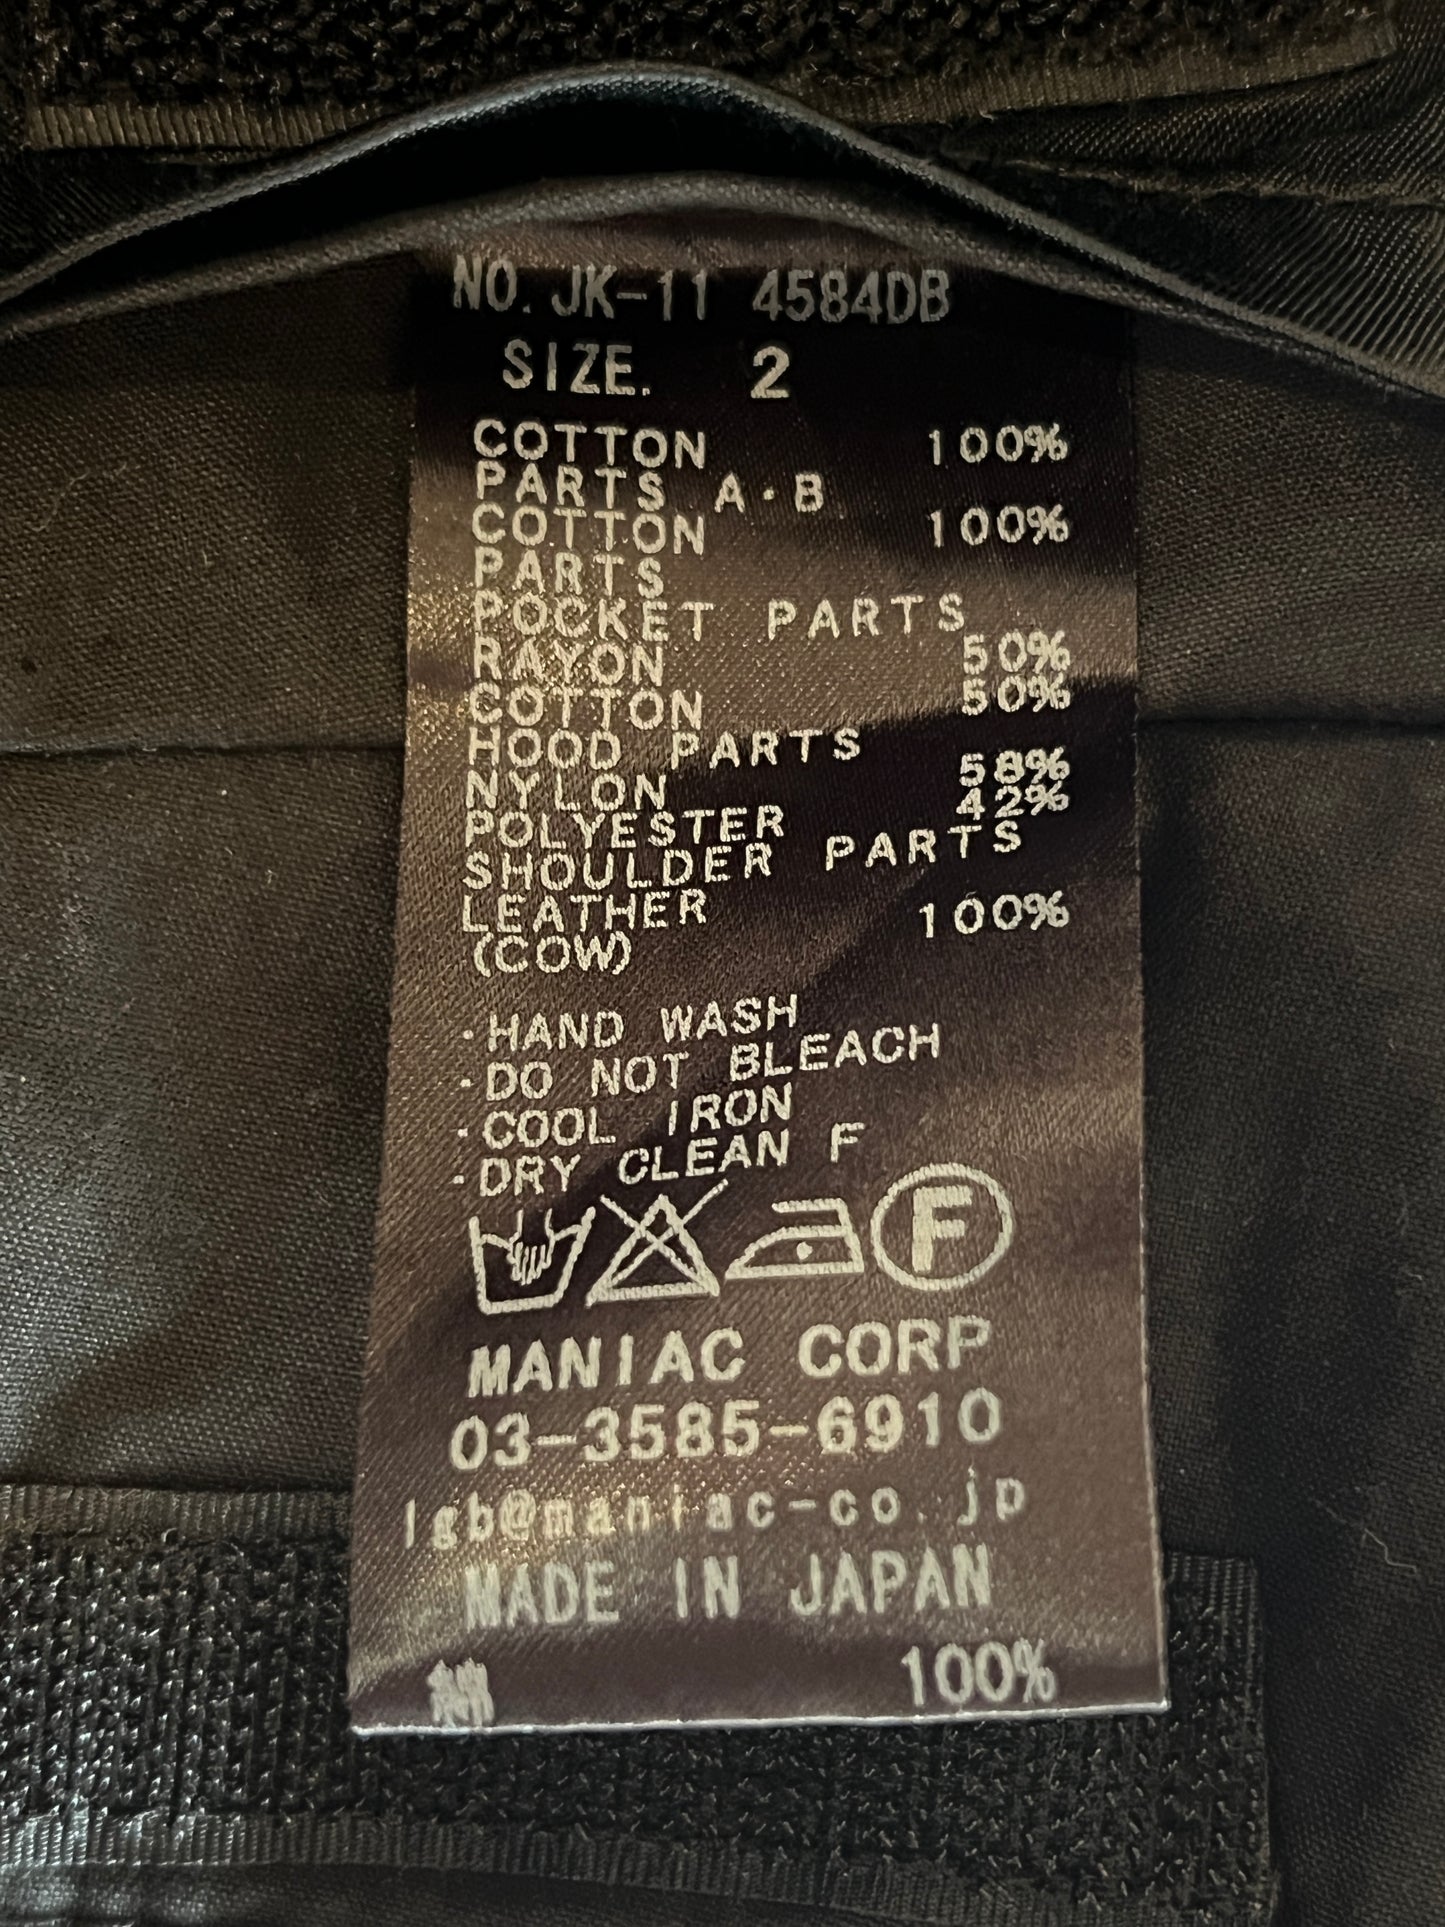 NO. JK-11 4584DB
SIZE. 2
COTTON 100%
PARTS A・B
COTTON 100%
PARTS
POCKET PARTS
RAYON 50%
COTTON 50%
HOOD PARTS
NYLON 58%
POLYESTER 42%
SHOULDER PARTS
LEATHER 100%
(COW)
・HAND WASH
・DO NOT BLEACH
・COOL IRON
・DRY CLEAN F
F
MANIAC CORP
03-3585-6910
lgb@maniac-co.jp
MADE IN JAPAN
綿 100%